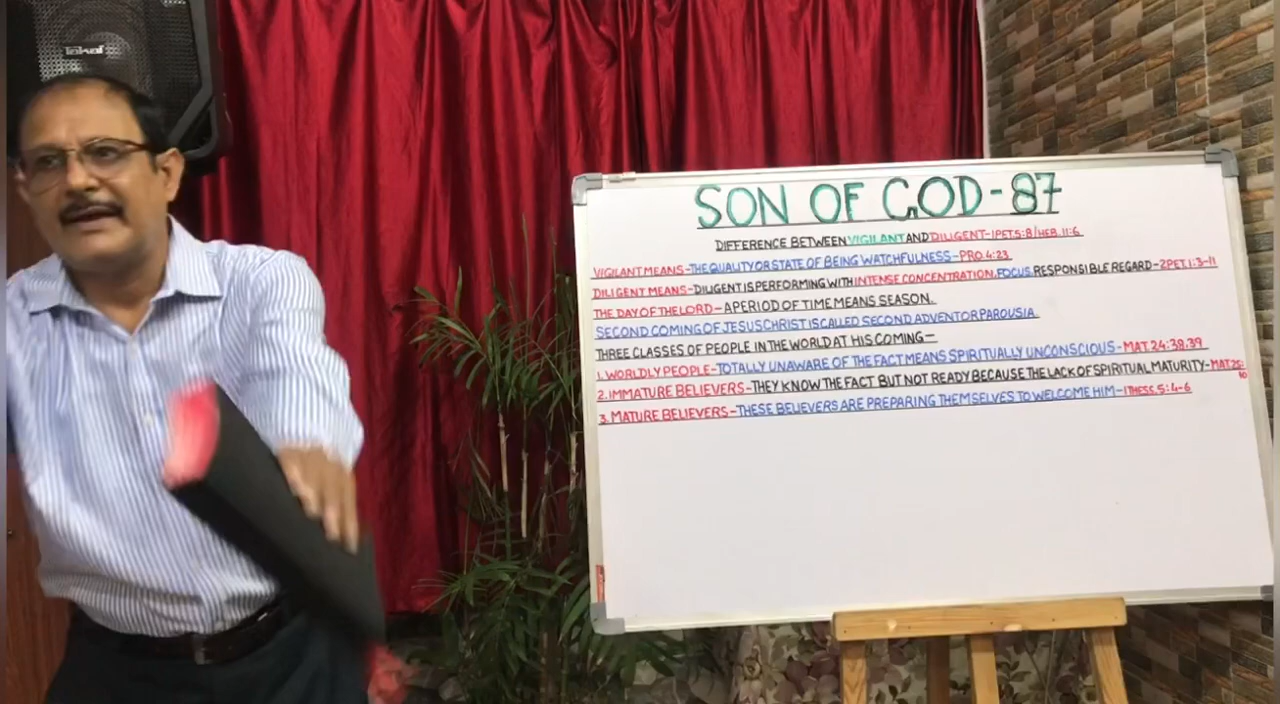 Tokai
SON OF GOD-87
DIFFERENCE BETWEEN VIGILANT AND DILIGENT-1PET.5:8/HEB.11:6
VIGILANT MEANS-THE QUALITY OR STATE OF BEING WATCHFULNESS-PRO.4:23
DILIGENT MEANS-DILIGENT IS PERFORMING WITH INTENSE CONCENTRATION, FOCUS, RESPONSIBLE REGARD-2PET.1:3-11
THE DAY OF THE LORD-A PERIOD OF TIME MEANS SEASON.
SECOND COMING OF JESUS CHRIST IS CALLED SECOND ADVENT OR PAROUSIA.
THREE CLASSES OF PEOPLE IN THE WORLD AT HIS COMING-
1. WORLDLY PEOPLE-TOTALLY UNAWARE OF THE FACT MEANS SPIRITUALLY UNCONSCIOUS-MAT.24:38,39
2. IMMATURE BELIEVERS-THEY KNOW THE FACT BUT NOT READY BECAUSE THE LACK OF SPIRITUAL MATURITY-MAT.25:10
3. MATURE BELIEVERS-THESE BELIEVERS ARE PREPARING THEMSELVES TO WELCOME HIM-1THESS.5:4-6